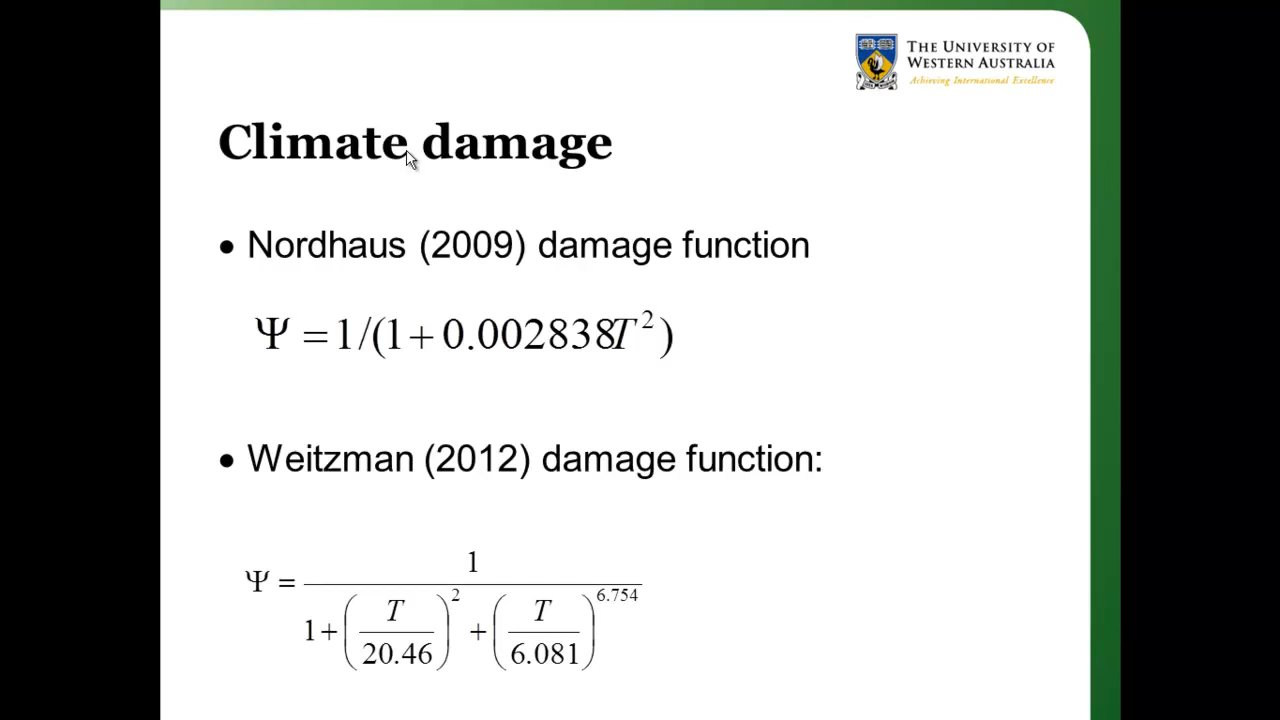 THE UNIVERSITY OF
WESTERN AUSTRALIA
Achieving International Excellence
Climate damage
• Nordhaus (2009) damage function
Ψ = 1/(1 + 0.002838T²)
• Weitzman (2012) damage function:
Ψ = 1 / (1 + (T/20.46)^2 + (T/6.081)^6.754)